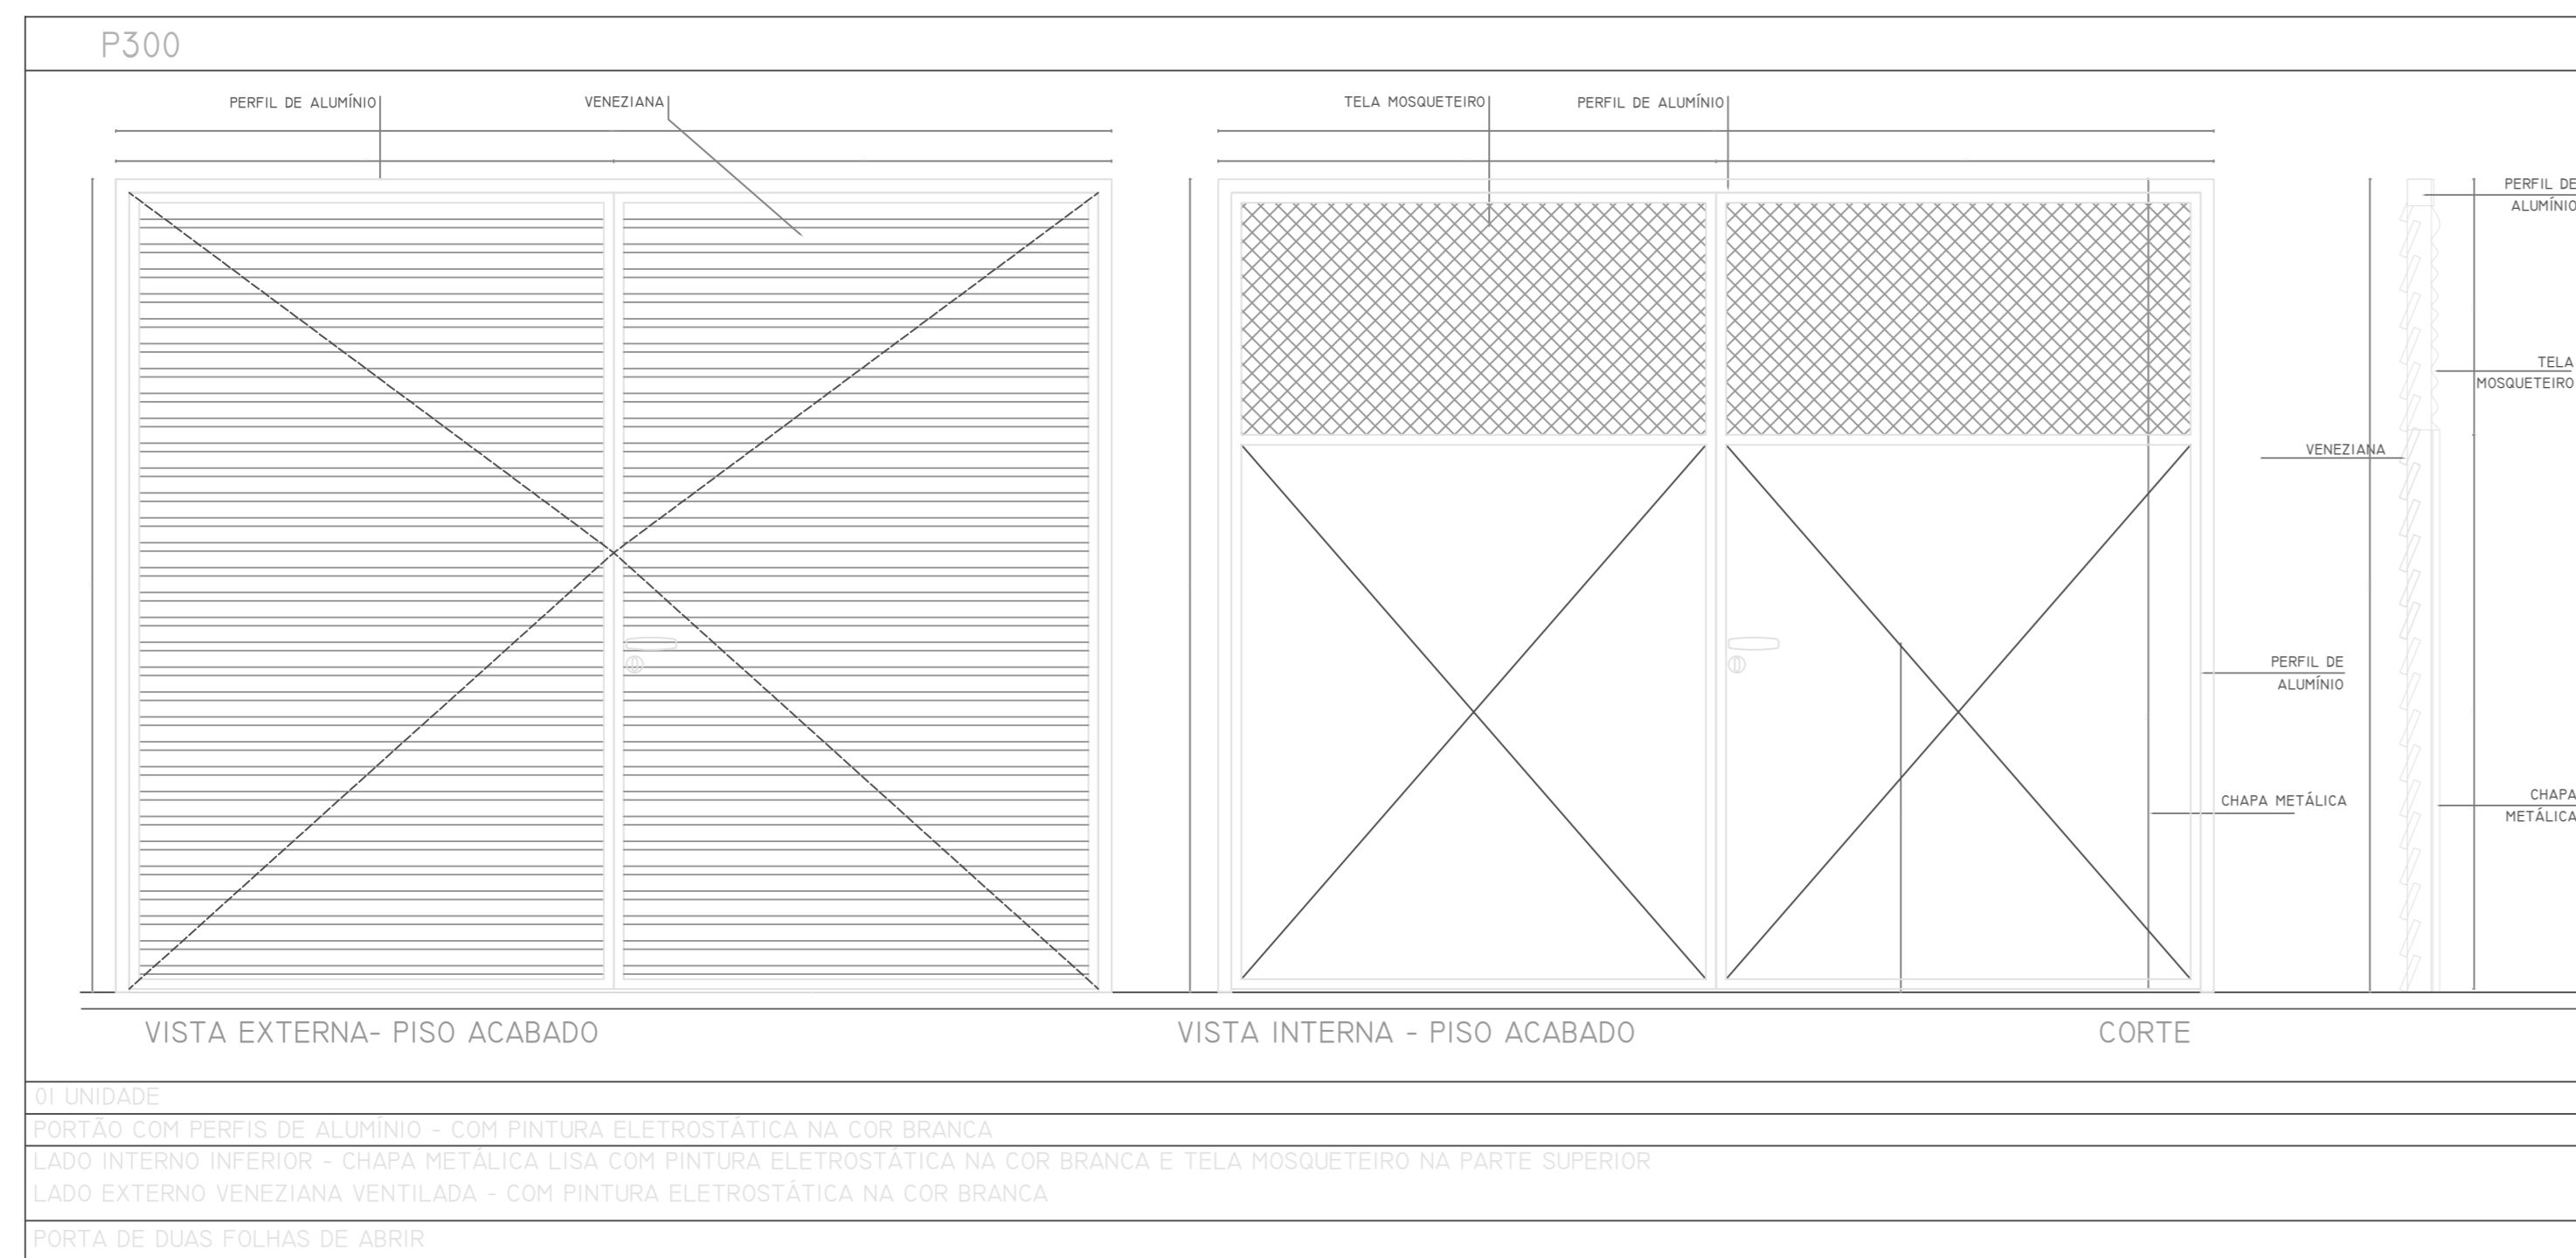 P300
PERFIL DE ALUMÍNIO
VENEZIANA
TELA MOSQUETEIRO
PERFIL DE ALUMÍNIO
PERFIL DE
ALUMÍNIO
TELA
MOSQUETEIRO
VENEZIANA
PERFIL DE
ALUMÍNIO
CHAPA METÁLICA
CHAPA
METÁLICA
VISTA EXTERNA- PISO ACABADO
VISTA INTERNA - PISO ACABADO
CORTE
01 UNIDADE
PORTÃO COM PERFIS DE ALUMÍNIO - COM PINTURA ELETROSTÁTICA NA COR BRANCA
LADO INTERNO INFERIOR - CHAPA METÁLICA LISA COM PINTURA ELETROSTÁTICA NA COR BRANCA E TELA MOSQUETEIRO NA PARTE SUPERIOR
LADO EXTERNO VENEZIANA VENTILADA - COM PINTURA ELETROSTÁTICA NA COR BRANCA
PORTA DE DUAS FOLHAS DE ABRIR